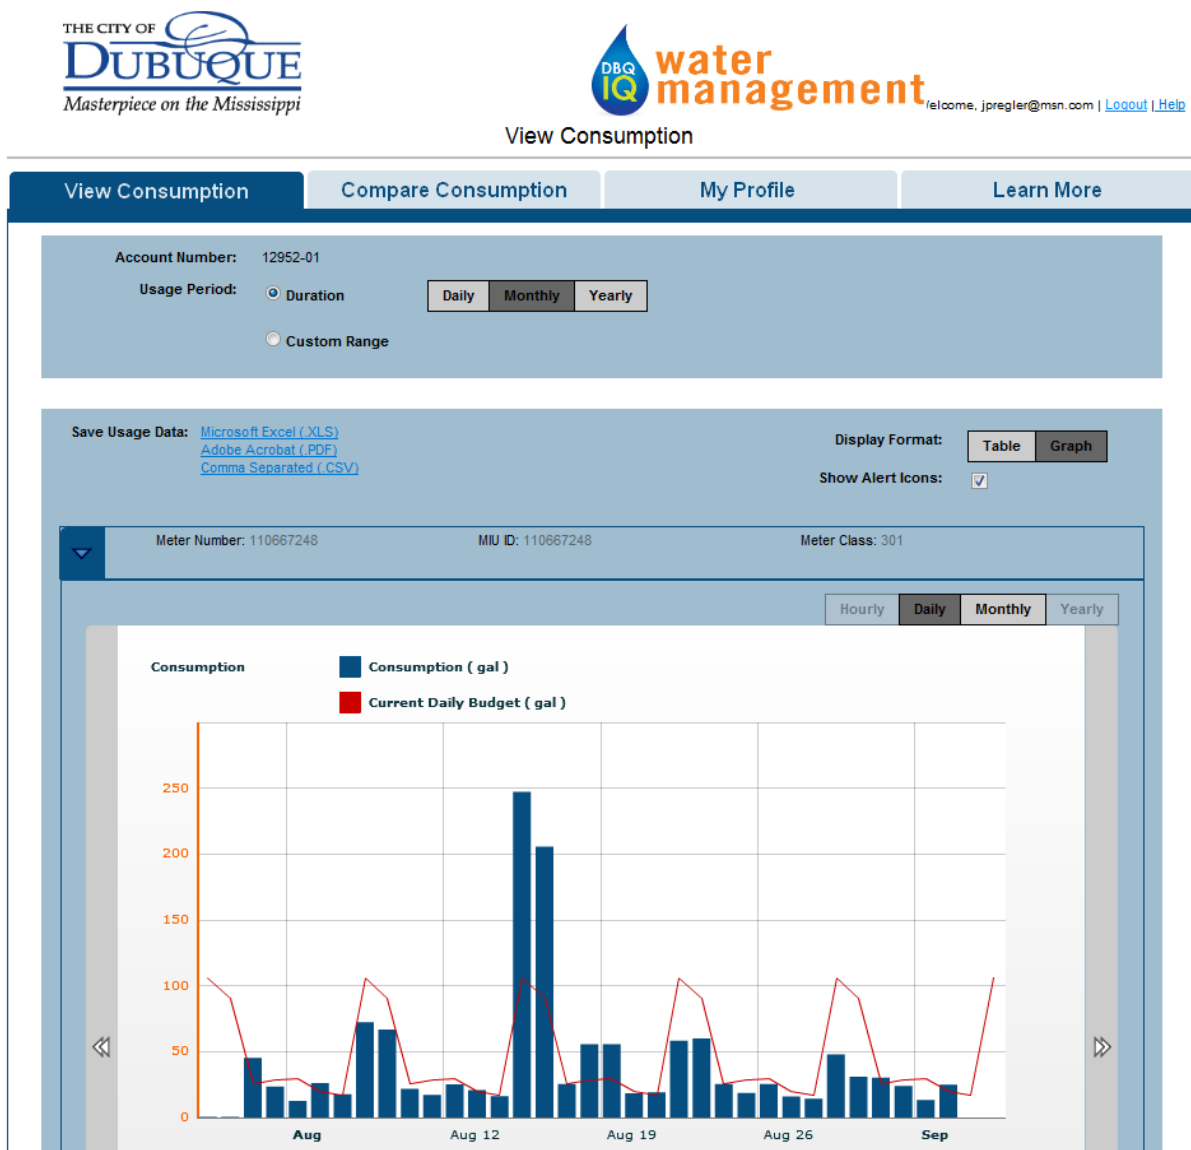 THE CITY OF
DUBUQUE
Masterpiece on the Mississippi
DBQ
IQ
water
management
elcome, jpregler@msn.com | Logout | Help
View Consumption
View Consumption Compare Consumption My Profile Learn More
Account Number: 12952-01
Usage Period: Duration Daily Monthly Yearly
Custom Range
Save Usage Data: Microsoft Excel (.XLS)
Adobe Acrobat (.PDF)
Comma Separated (.CSV)
Display Format: Table Graph
Show Alert Icons:
Meter Number: 110667248 MIU ID: 110667248 Meter Class: 301
Hourly Daily Monthly Yearly
Consumption Consumption ( gal )
Current Daily Budget ( gal )
250
200
150
100
50
0
Aug Aug 12 Aug 19 Aug 26 Sep